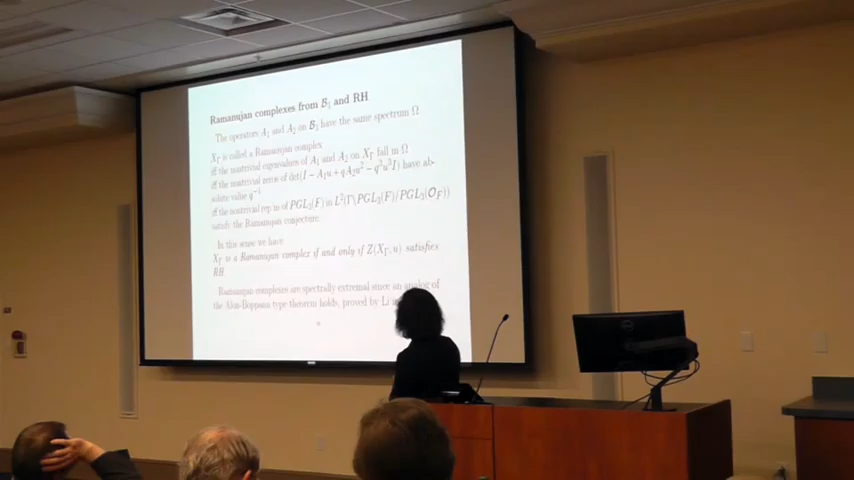 Ramanujan complexes from B₃ and RH
The operators A₁ and A₂ on B₃ have the same spectrum Ω.
X_Γ is called a Ramanujan complex
iff the nontrivial eigenvalues of A₁ and A₂ on X_Γ fall in Ω
iff the nontrivial zeros of det(I − A₁u + qA₂u² − q³u³I) have ab-
solute value q⁻¹
iff the nontrivial rep'ns of PGL₃(F) in L²(Γ\PGL₃(F)/PGL₃(O_F))
satisfy the Ramanujan conjecture.
In this sense we have
X_Γ is a Ramanujan complex if and only if Z(X_Γ, u) satisfies
RH
Ramanujan complexes are spectrally extremal since an analog of
the Alon-Boppana type theorem holds, proved by Li
DELL